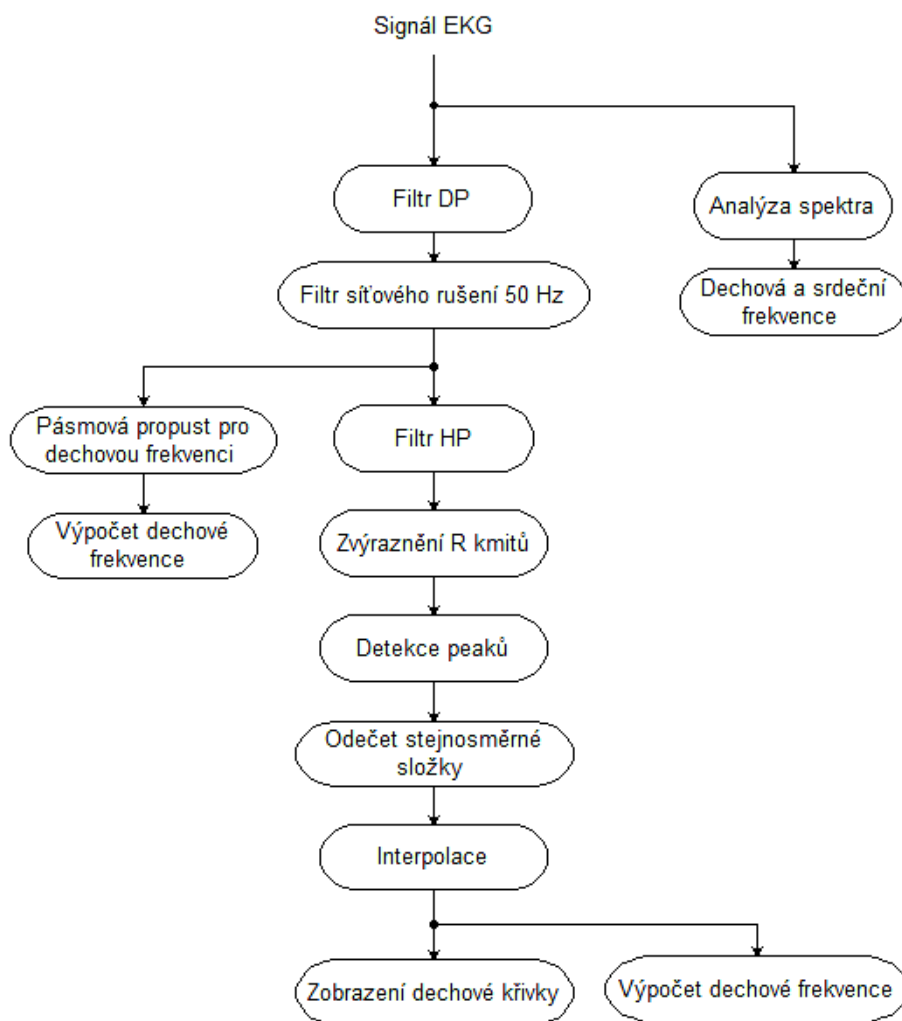 Signál EKG
Filtr DP
Analýza spektra
Filtr síťového rušení 50 Hz
Dechová a srdeční
frekvence
Pásmová propust pro
dechovou frekvenci
Filtr HP
Výpočet dechové
frekvence
Zvýraznění R kmitů
Detekce peaků
Odečet stejnosměrné
složky
Interpolace
Zobrazení dechové křivky
Výpočet dechové frekvence